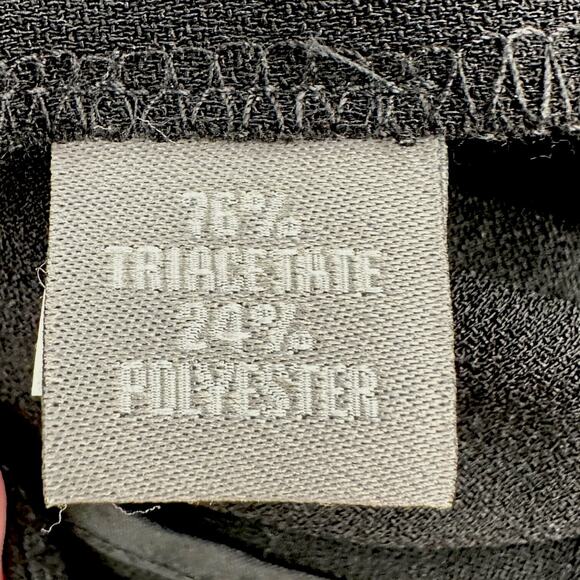 76%
TRIACETATE
24%
POLYESTER